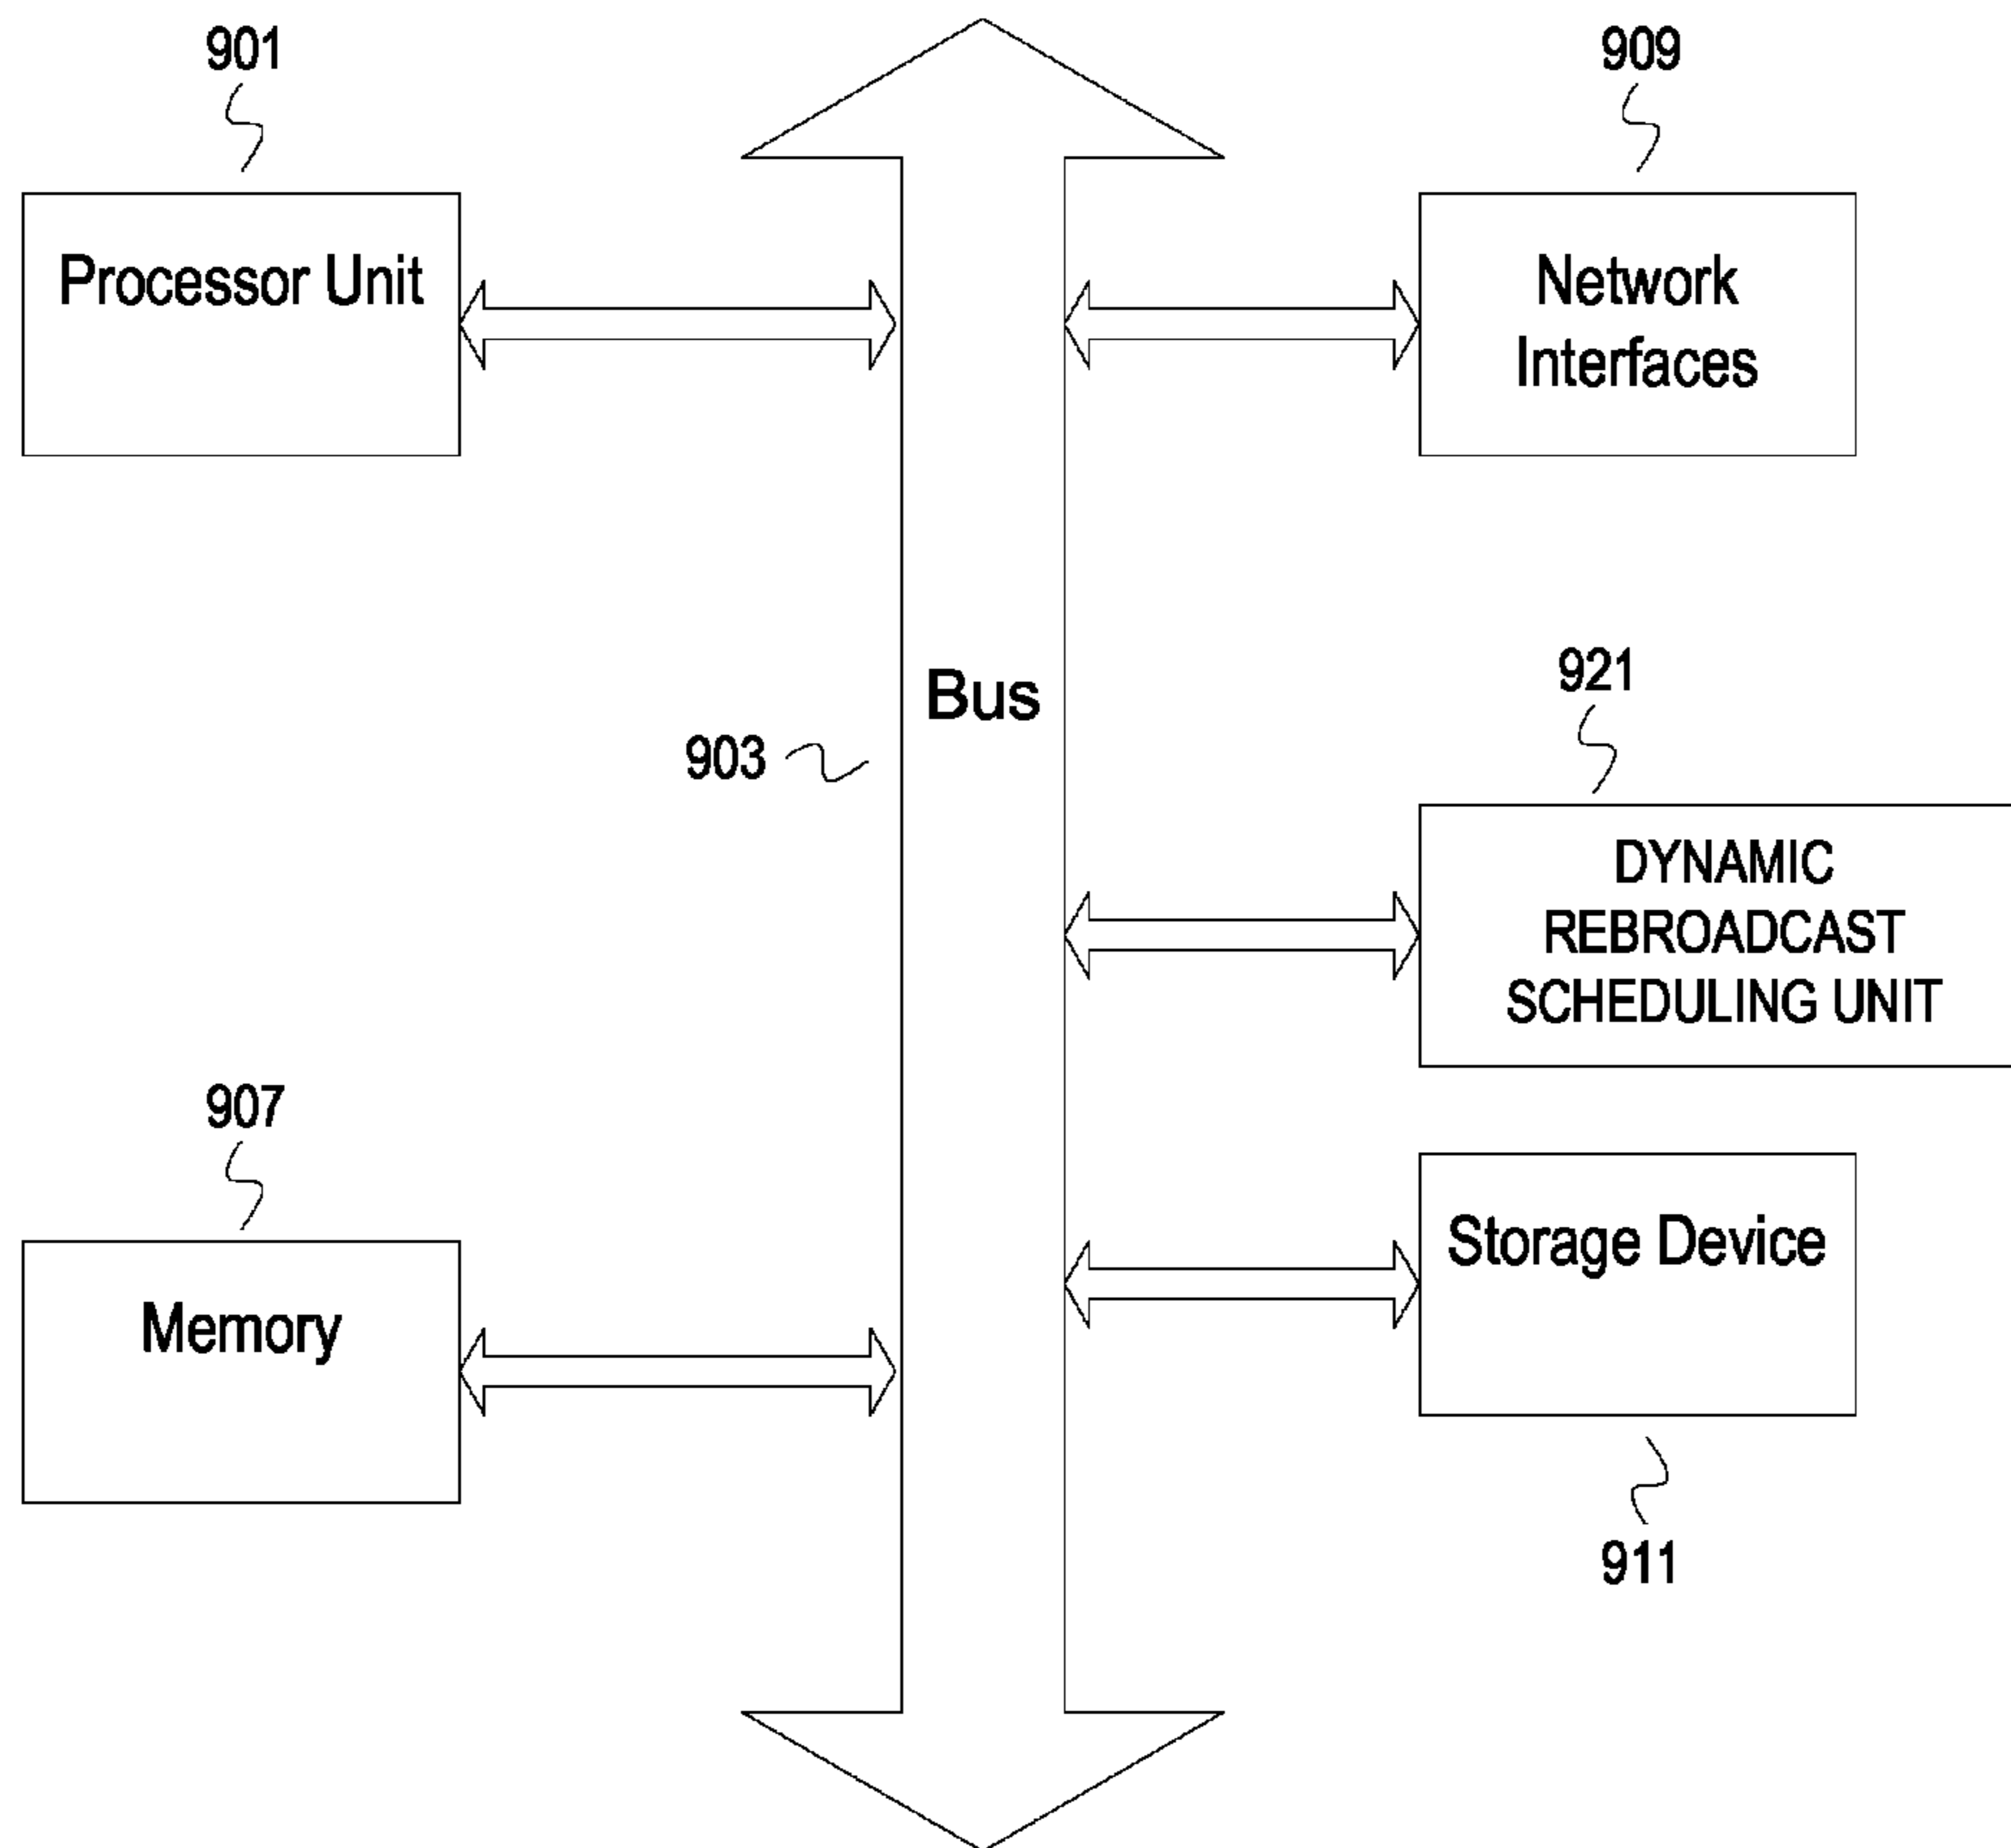 901
909
Processor Unit
Network
Interfaces
Bus
921
903
DYNAMIC
REBROADCAST
SCHEDULING UNIT
907
Storage Device
Memory
911